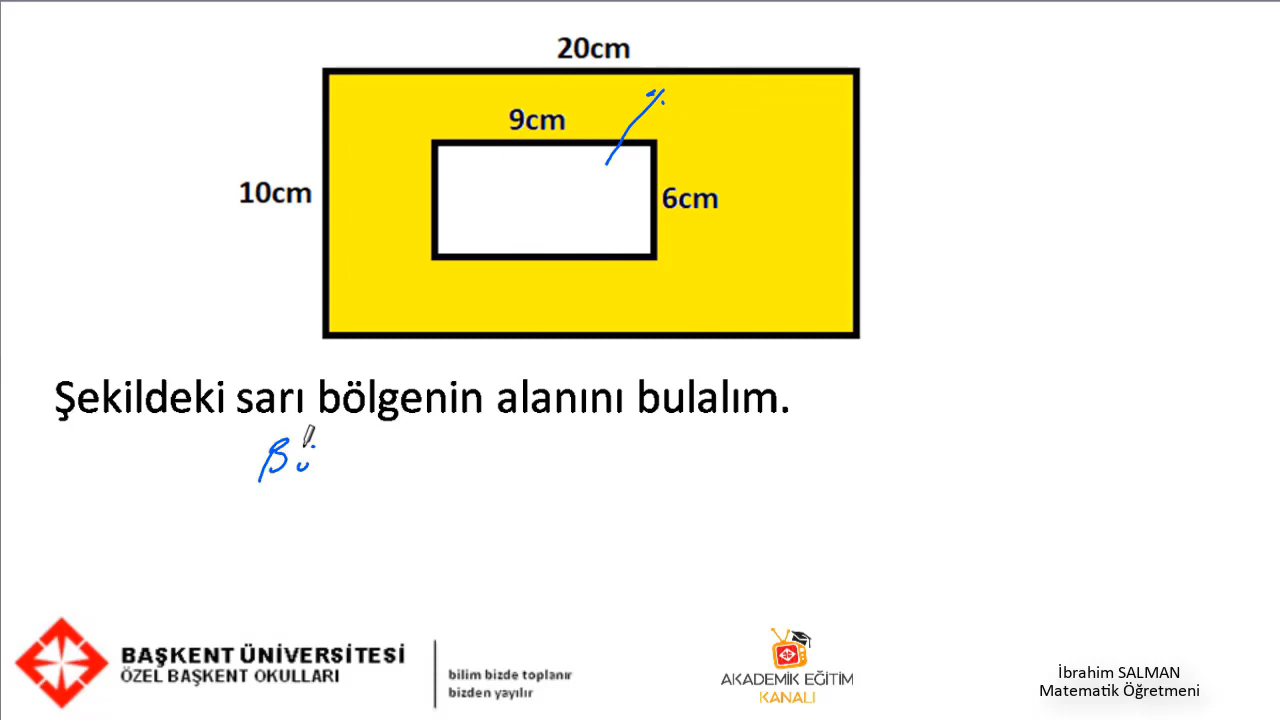 20cm
9cm
10cm
6cm
Şekildeki sarı bölgenin alanını bulalım.
Bü
BAŞKENT ÜNİVERSİTESİ
ÖZEL BAŞKENT OKULLARI
bilim bizde toplanır
bizden yayılır
AKADEMİK EĞİTİM
KANALI
İbrahim SALMAN
Matematik Öğretmeni